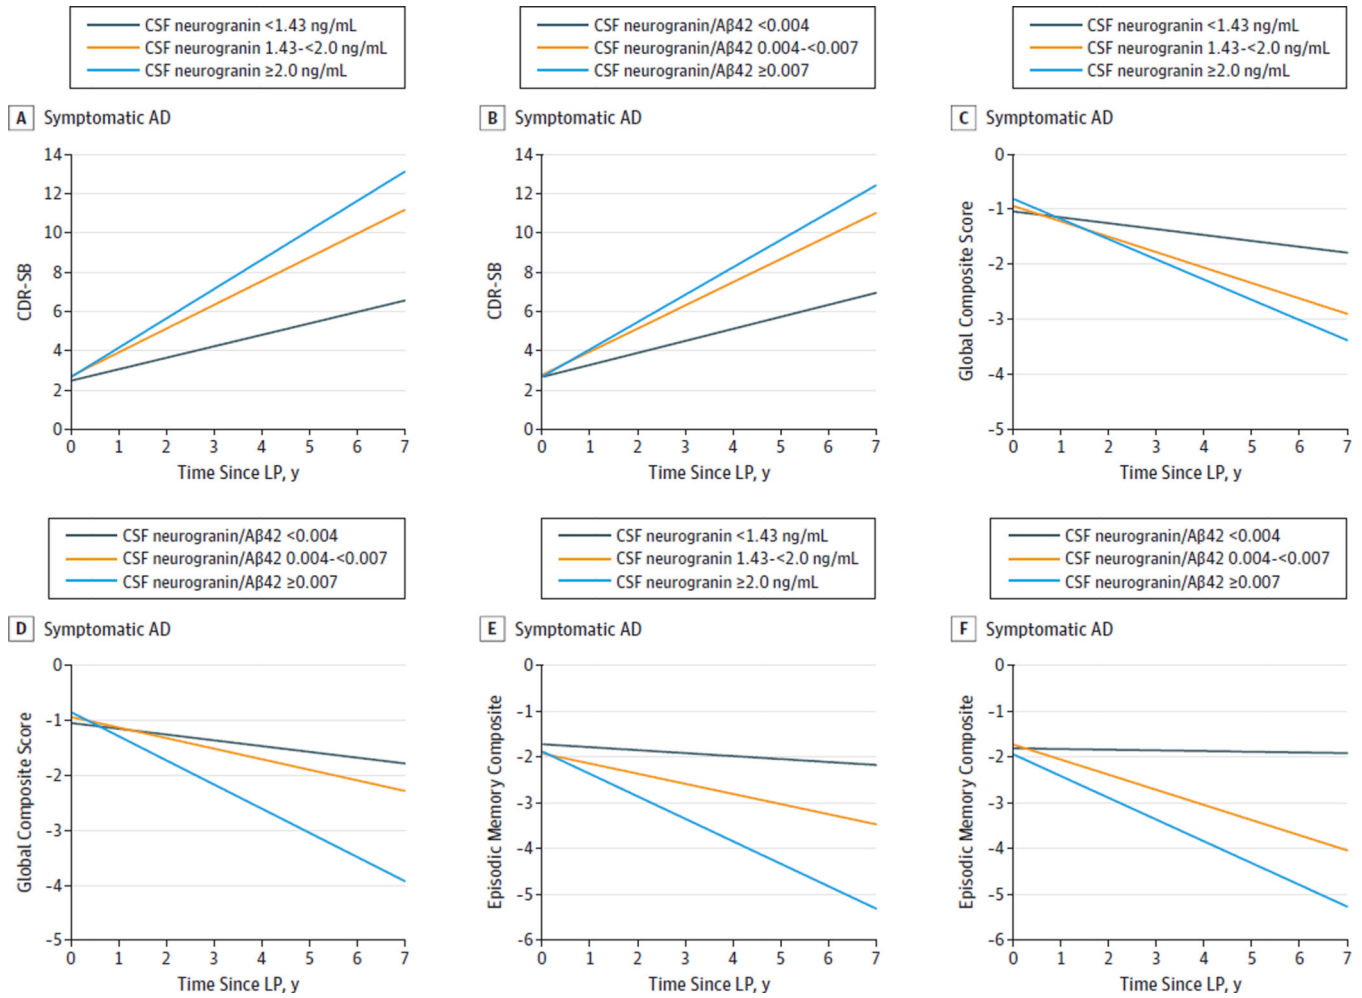 CSF neurogranin <1.43 ng/mL
CSF neurogranin 1.43-<2.0 ng/mL
CSF neurogranin ≥2.0 ng/mL
A Symptomatic AD
14
12
10
8
6
4
2
0
CDR-SB
0 1 2 3 4 5 6 7
Time Since LP, y
CSF neurogranin/Aβ42 <0.004
CSF neurogranin/Aβ42 0.004-<0.007
CSF neurogranin/Aβ42 ≥0.007
B Symptomatic AD
14
12
10
8
6
4
2
0
CDR-SB
0 1 2 3 4 5 6 7
Time Since LP, y
CSF neurogranin <1.43 ng/mL
CSF neurogranin 1.43-<2.0 ng/mL
CSF neurogranin ≥2.0 ng/mL
C Symptomatic AD
0
-1
-2
-3
-4
-5
Global Composite Score
0 1 2 3 4 5 6 7
Time Since LP, y
CSF neurogranin/Aβ42 <0.004
CSF neurogranin/Aβ42 0.004-<0.007
CSF neurogranin/Aβ42 ≥0.007
D Symptomatic AD
0
-1
-2
-3
-4
-5
Global Composite Score
0 1 2 3 4 5 6 7
Time Since LP, y
CSF neurogranin <1.43 ng/mL
CSF neurogranin 1.43-<2.0 ng/mL
CSF neurogranin ≥2.0 ng/mL
E Symptomatic AD
0
-1
-2
-3
-4
-5
-6
Episodic Memory Composite
0 1 2 3 4 5 6 7
Time Since LP, y
CSF neurogranin/Aβ42 <0.004
CSF neurogranin/Aβ42 0.004-<0.007
CSF neurogranin/Aβ42 ≥0.007
F Symptomatic AD
0
-1
-2
-3
-4
-5
-6
Episodic Memory Composite
0 1 2 3 4 5 6 7
Time Since LP, y